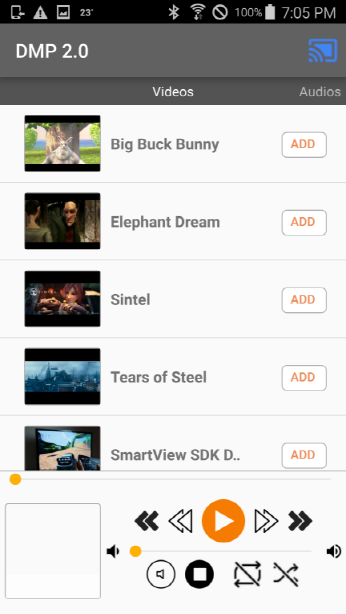 23°
100%
7:05 PM
DMP 2.0
Videos
Audios
Big Buck Bunny
ADD
Elephant Dream
ADD
Sintel
ADD
Tears of Steel
ADD
SmartView SDK D..
ADD